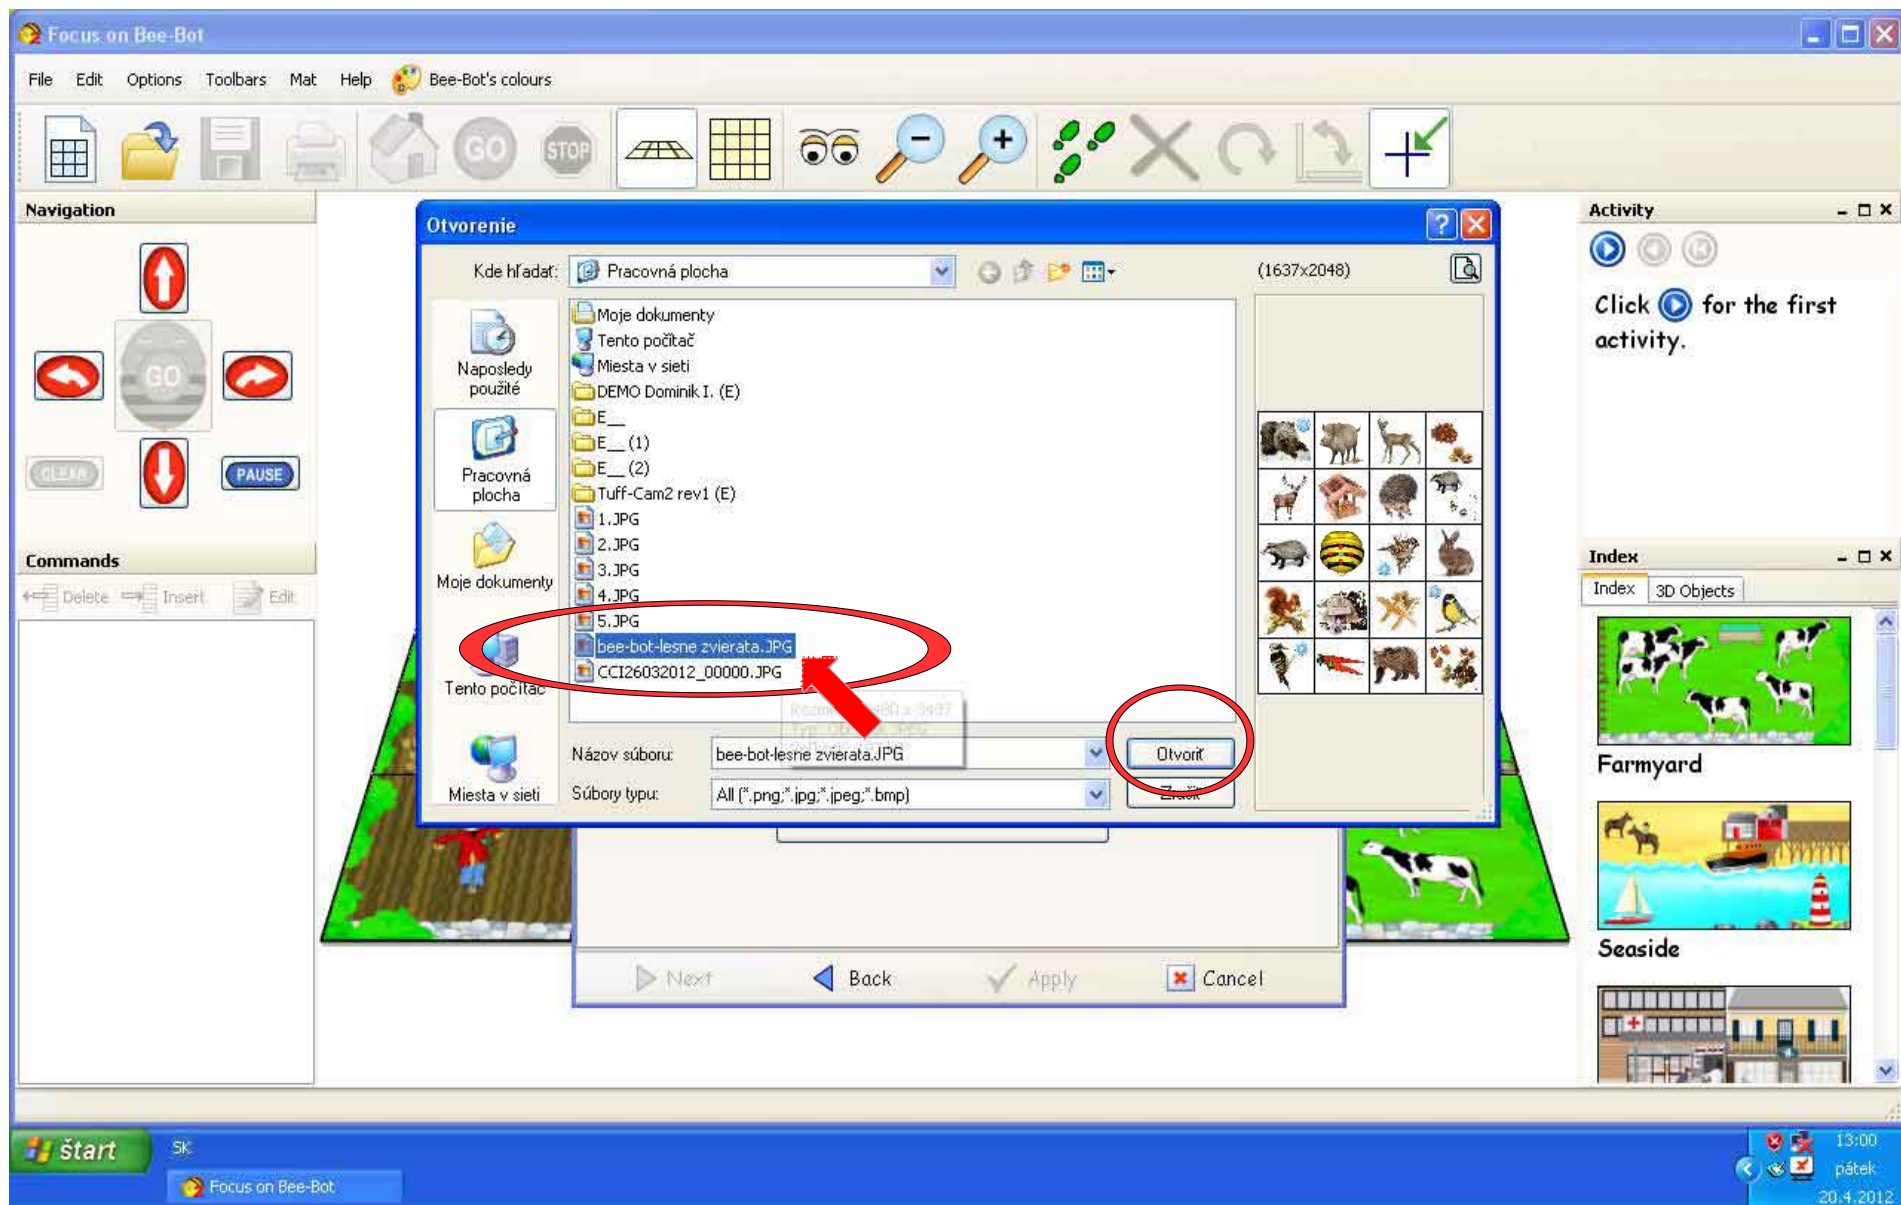 Focus on Bee-Bot
File Edit Options Toolbars Mat Help Bee-Bot's colours
GO
STOP
Navigation
GO
CLEAR
PAUSE
Commands
Delete
Insert
Edit
Otvorenie
Kde hľadať:
Pracovná plocha
(1637x2048)
Naposledy
použité
Pracovná
plocha
Moje dokumenty
Tento počítač
Miesta v sieti
Moje dokumenty
Tento počítač
Miesta v sieti
DEMO Dominik I. (E)
E__
E__ (1)
E__ (2)
Tuff-Cam2 rev1 (E)
1.JPG
2.JPG
3.JPG
4.JPG
5.JPG
bee-bot-lesne zvierata.JPG
CCI26032012_00000.JPG
Názov súboru:
bee-bot-lesne zvierata.JPG
Otvoriť
Súbory typu:
All (*.png;*.jpg;*.jpeg;*.bmp)
Zrušiť
Next
Back
Apply
Cancel
Activity
Click for the first
activity.
Index
Index
3D Objects
Farmyard
Seaside
štart
SK
Focus on Bee-Bot
13:00
pátek
20.4.2012